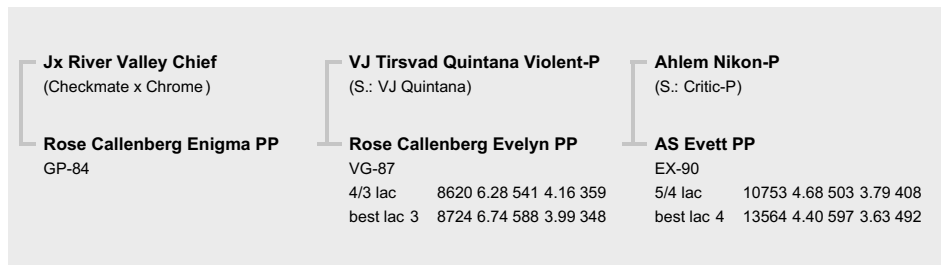 Jx River Valley Chief
(Checkmate x Chrome)
Rose Callenberg Enigma PP
GP-84
VJ Tirsvad Quintana Violent-P
(S.: VJ Quintana)
Rose Callenberg Evelyn PP
VG-87
4/3 lac 8620 6.28 541 4.16 359
best lac 3 8724 6.74 588 3.99 348
Ahlem Nikon-P
(S.: Critic-P)
AS Evett PP
EX-90
5/4 lac 10753 4.68 503 3.79 408
best lac 4 13564 4.40 597 3.63 492